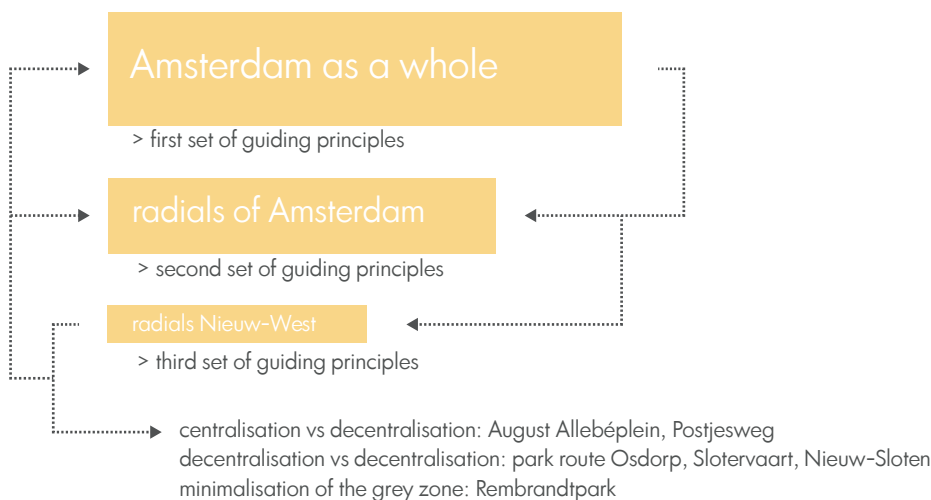 Amsterdam as a whole
> first set of guiding principles
radials of Amsterdam
> second set of guiding principles
radials Nieuw-West
> third set of guiding principles
centralisation vs decentralisation: August Allebéplein, Postjesweg
decentralisation vs decentralisation: park route Osdorp, Slotervaart, Nieuw-Sloten
minimalisation of the grey zone: Rembrandtpark